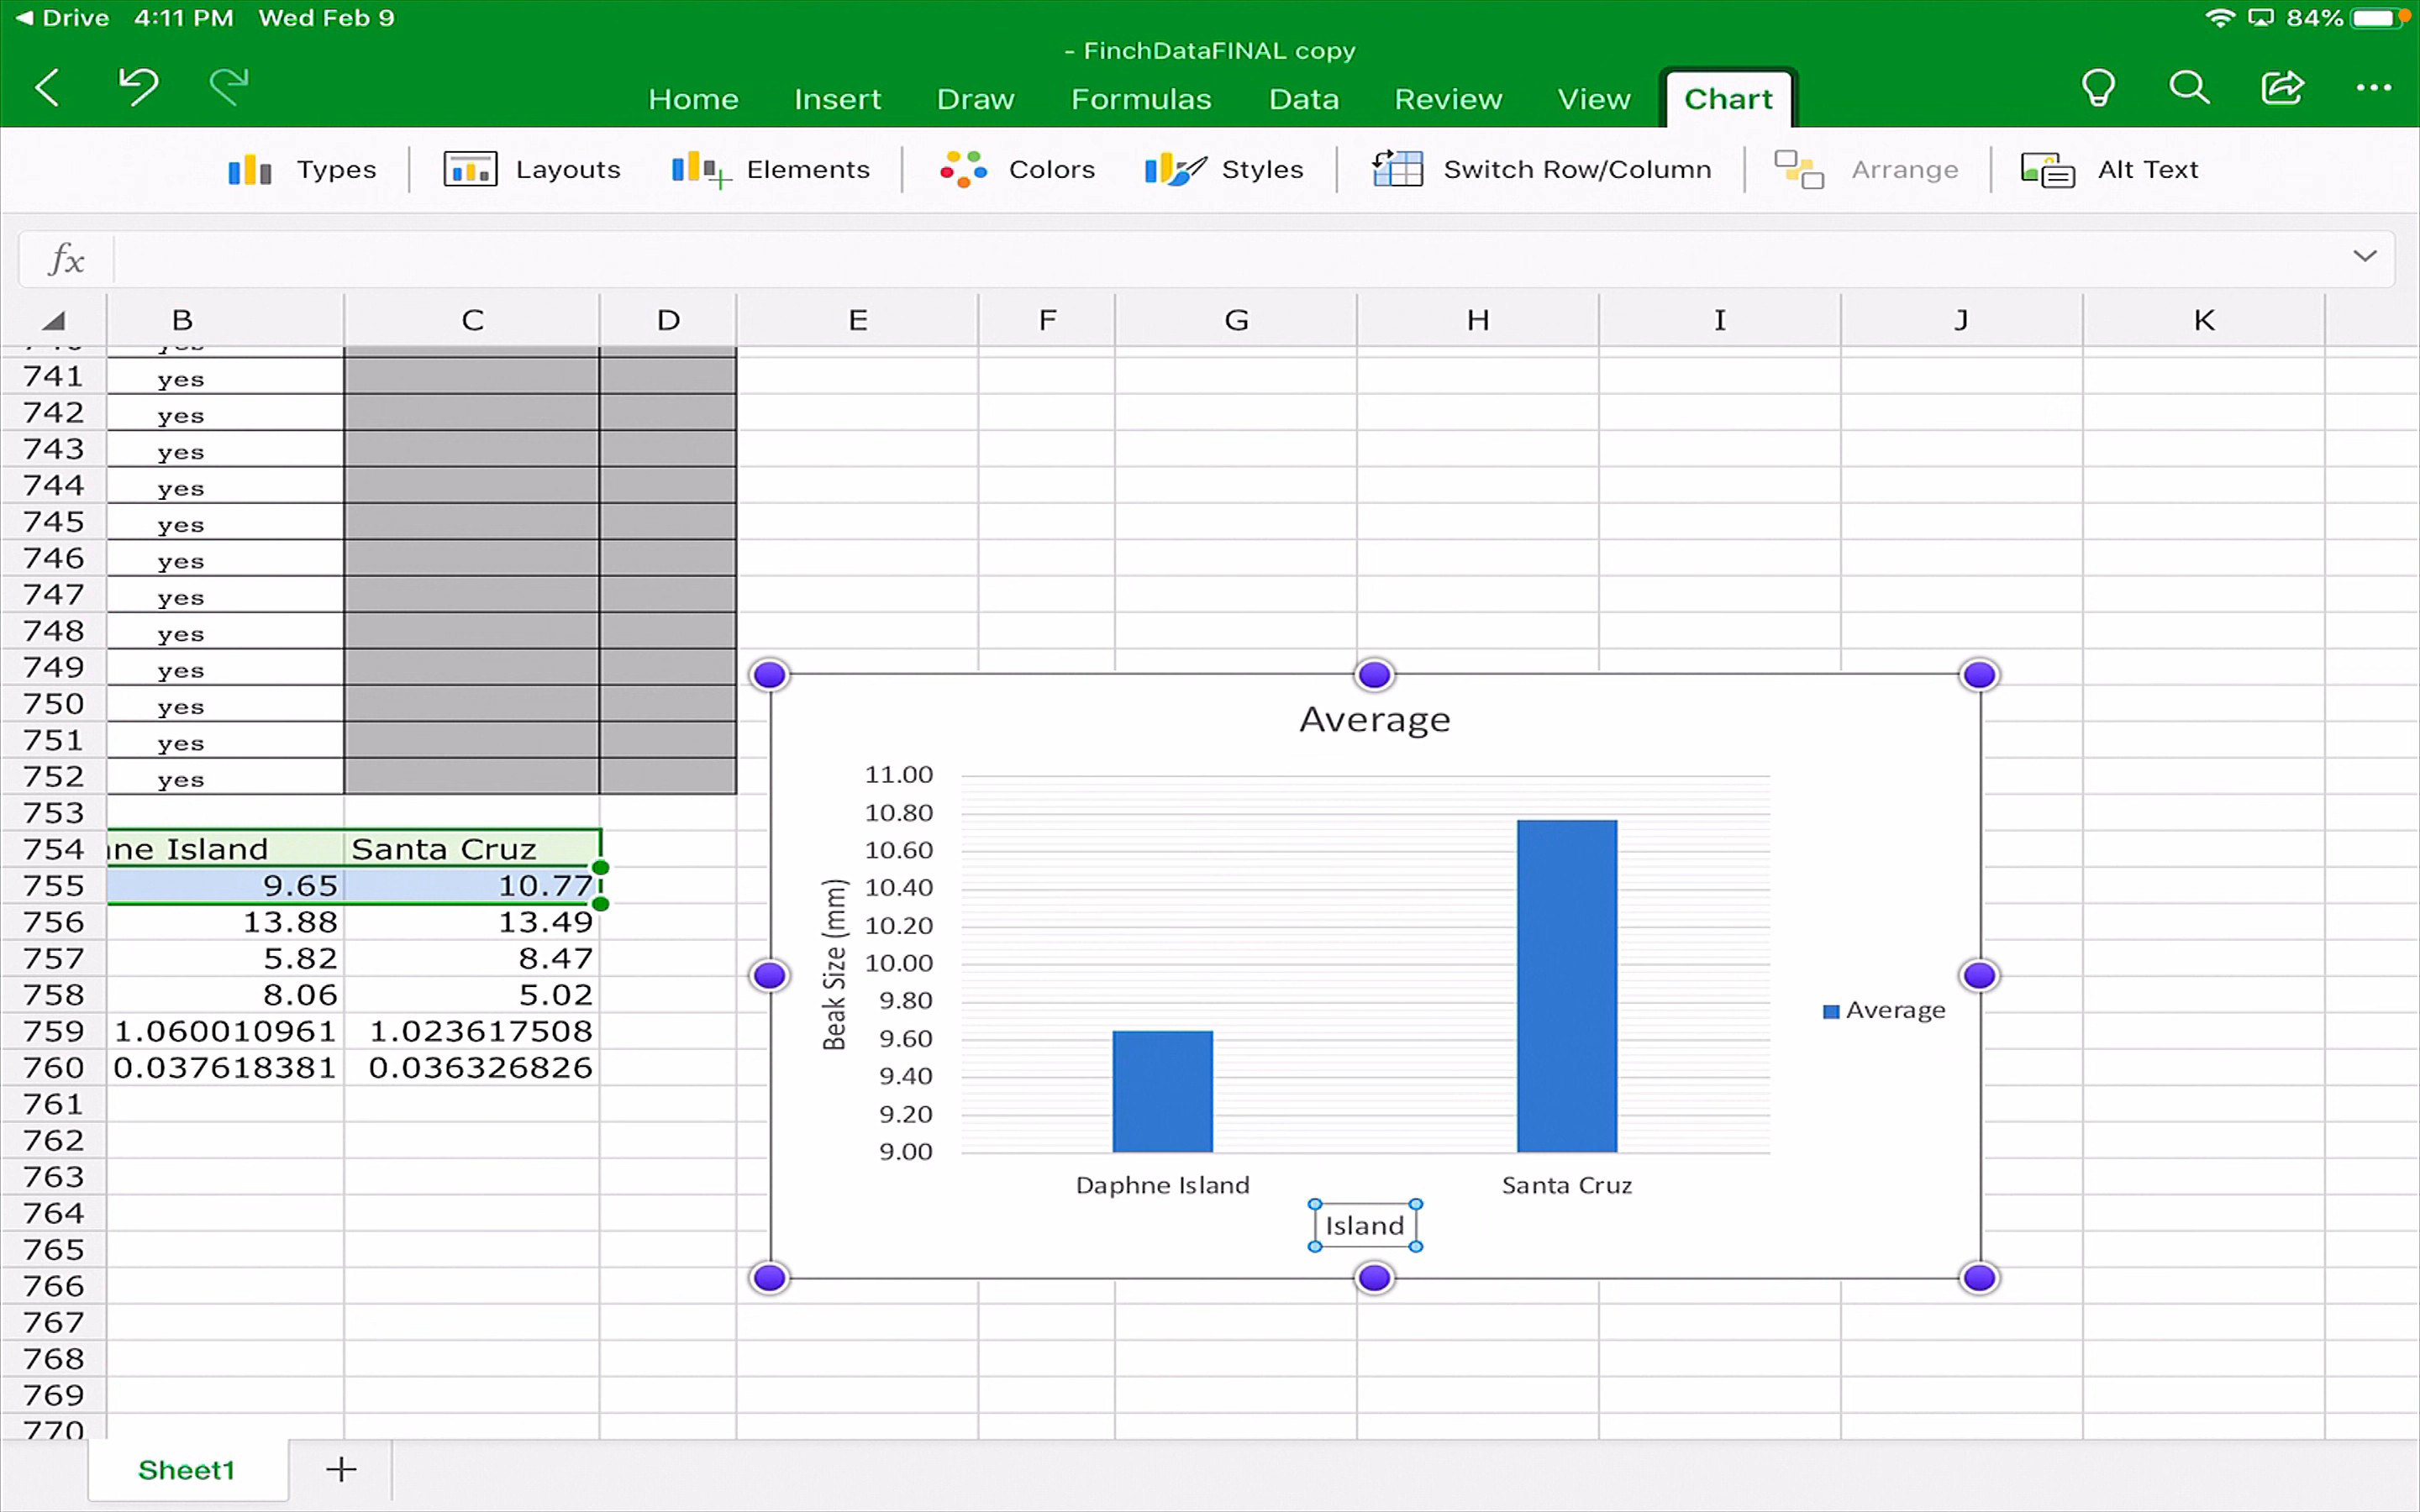 Drive 4:11 PM Wed Feb 9 84%
- FinchDataFINAL copy
Home Insert Draw Formulas Data Review View Chart
Types Layouts Elements Colors Styles Switch Row/Column Arrange Alt Text
fx
B C D E F G H I J K
741 yes
742 yes
743 yes
744 yes
745 yes
746 yes
747 yes
748 yes
749 yes
750 yes
751 yes
752 yes
753
754 ne Island Santa Cruz
755 9.65 10.77
756 13.88 13.49
757 5.82 8.47
758 8.06 5.02
759 1.060010961 1.023617508
760 0.037618381 0.036326826
761
762
763
764
765
766
767
768
769
770
Average
11.00
10.80
10.60
10.40
10.20
10.00
9.80
9.60
9.40
9.20
9.00
Beak Size (mm)
Daphne Island Santa Cruz
Island
Average
Sheet1 +